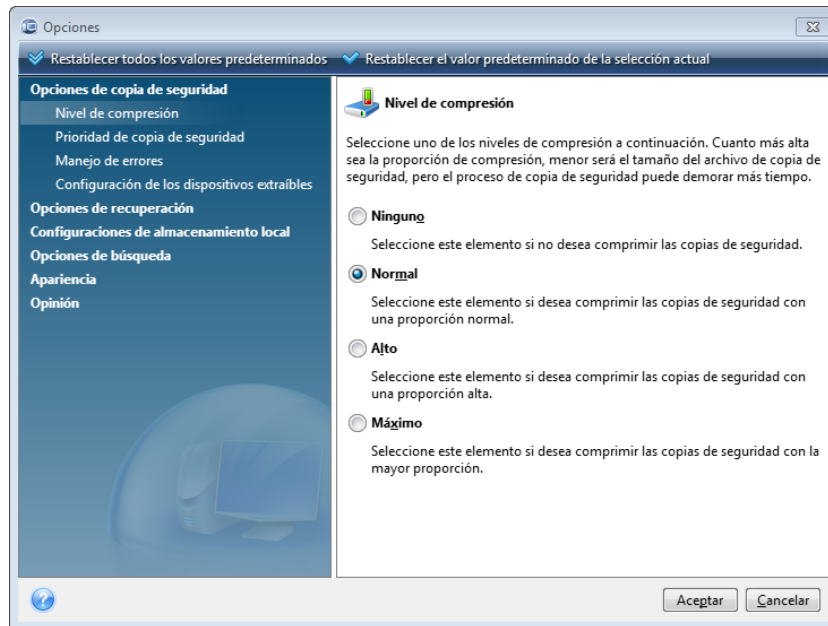 Opciones
Restablecer todos los valores predeterminados
Restablecer el valor predeterminado de la selección actual
Opciones de copia de seguridad
Nivel de compresión
Prioridad de copia de seguridad
Manejo de errores
Configuración de los dispositivos extraíbles
Opciones de recuperación
Configuraciones de almacenamiento local
Opciones de búsqueda
Apariencia
Opinión
Nivel de compresión
Seleccione uno de los niveles de compresión a continuación. Cuanto más alta
sea la proporción de compresión, menor será el tamaño del archivo de copia de
seguridad, pero el proceso de copia de seguridad puede demorar más tiempo.
Ninguno
Seleccione este elemento si no desea comprimir las copias de seguridad.
Normal
Seleccione este elemento si desea comprimir las copias de seguridad con
una proporción normal.
Alto
Seleccione este elemento si desea comprimir las copias de seguridad con
una proporción alta.
Máximo
Seleccione este elemento si desea comprimir las copias de seguridad con la
mayor proporción.
?
Aceptar
Cancelar